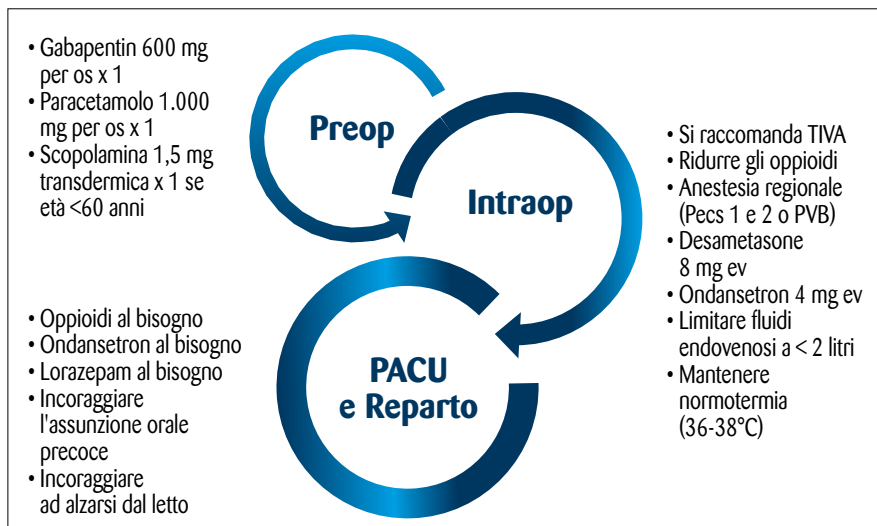 • Gabapentin 600 mg
per os x 1
• Paracetamolo 1.000
mg per os x 1
• Scopolamina 1,5 mg
transdermica x 1 se
età <60 anni
Preop
Intraop
• Si raccomanda TIVA
• Ridurre gli oppioidi
• Anestesia regionale
(Pecs 1 e 2 o PVB)
• Desametasone
8 mg ev
• Ondansetron 4 mg ev
• Limitare fluidi
endovenosi a < 2 litri
• Mantenere
normotermia
(36-38°C)
PACU
e Reparto
• Oppioidi al bisogno
• Ondansetron al bisogno
• Lorazepam al bisogno
• Incoraggiare
l'assunzione orale
precoce
• Incoraggiare
ad alzarsi dal letto